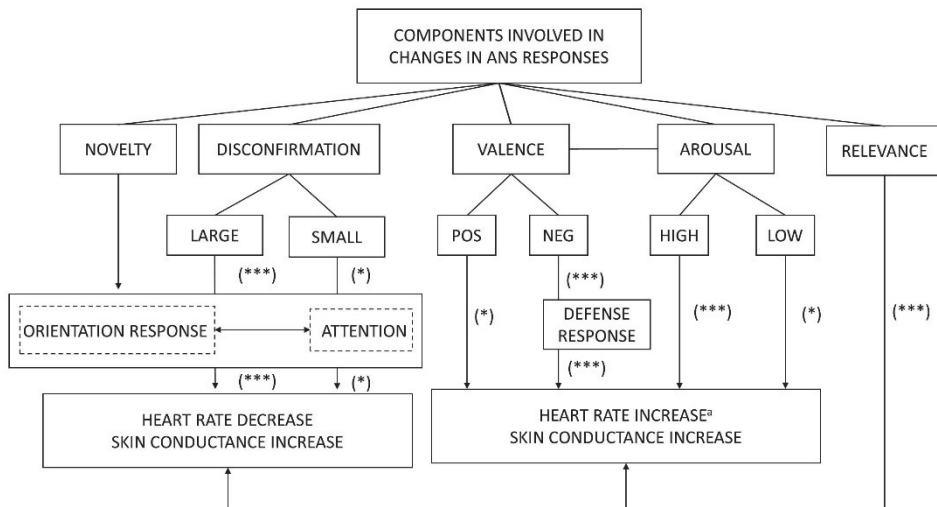 COMPONENTS INVOLVED IN
CHANGES IN ANS RESPONSES
NOVELTY
DISCONFIRMATION
VALENCE
AROUSAL
RELEVANCE
LARGE
SMALL
POS
NEG
HIGH
LOW
(***)
(*)
(***)
(*)
(***)
(*)
(***)
DEFENSE
RESPONSE
ORIENTATION RESPONSE
ATTENTION
(***)
(*)
(***)
HEART RATE DECREASE
SKIN CONDUCTANCE INCREASE
HEART RATE INCREASEª
SKIN CONDUCTANCE INCREASE